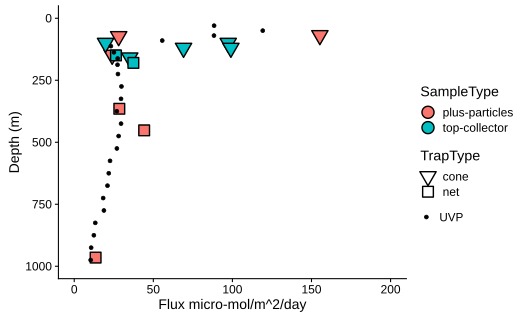 0
250
500
750
1000
Depth (m)
0
50
100
150
200
Flux micro-mol/m^2/day
SampleType
plus-particles
top-collector
TrapType
cone
net
UVP